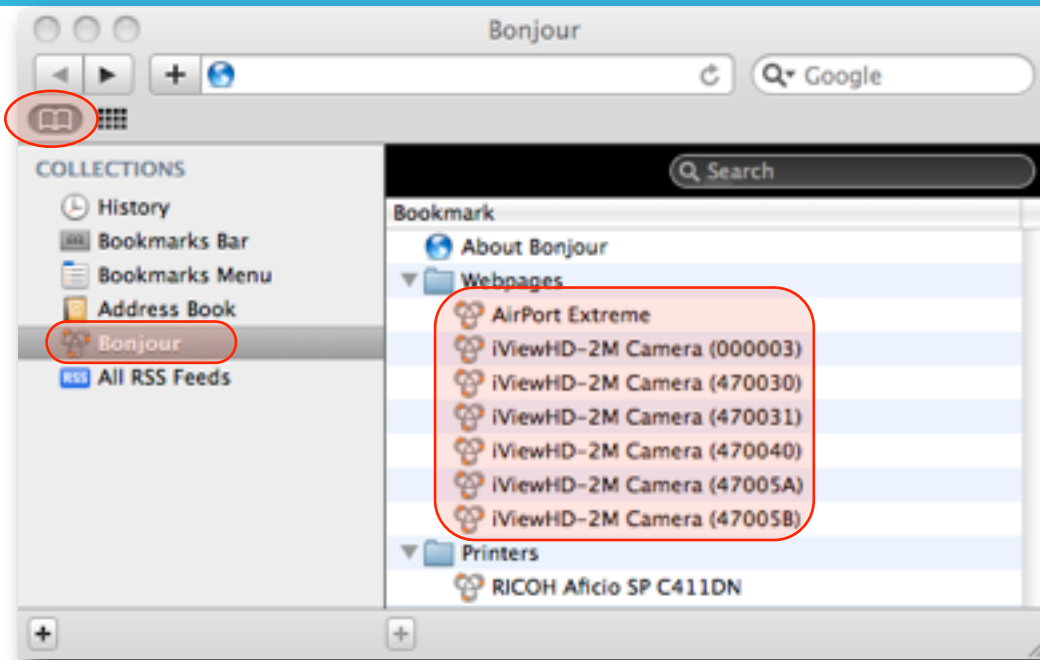 Bonjour
Google
COLLECTIONS
History
Bookmarks Bar
Bookmarks Menu
Address Book
Bonjour
RSS All RSS Feeds
Search
Bookmark
About Bonjour
Webpages
AirPort Extreme
iViewHD-2M Camera (000003)
iViewHD-2M Camera (470030)
iViewHD-2M Camera (470031)
iViewHD-2M Camera (470040)
iViewHD-2M Camera (47005A)
iViewHD-2M Camera (47005B)
Printers
RICOH Aficio SP C411DN